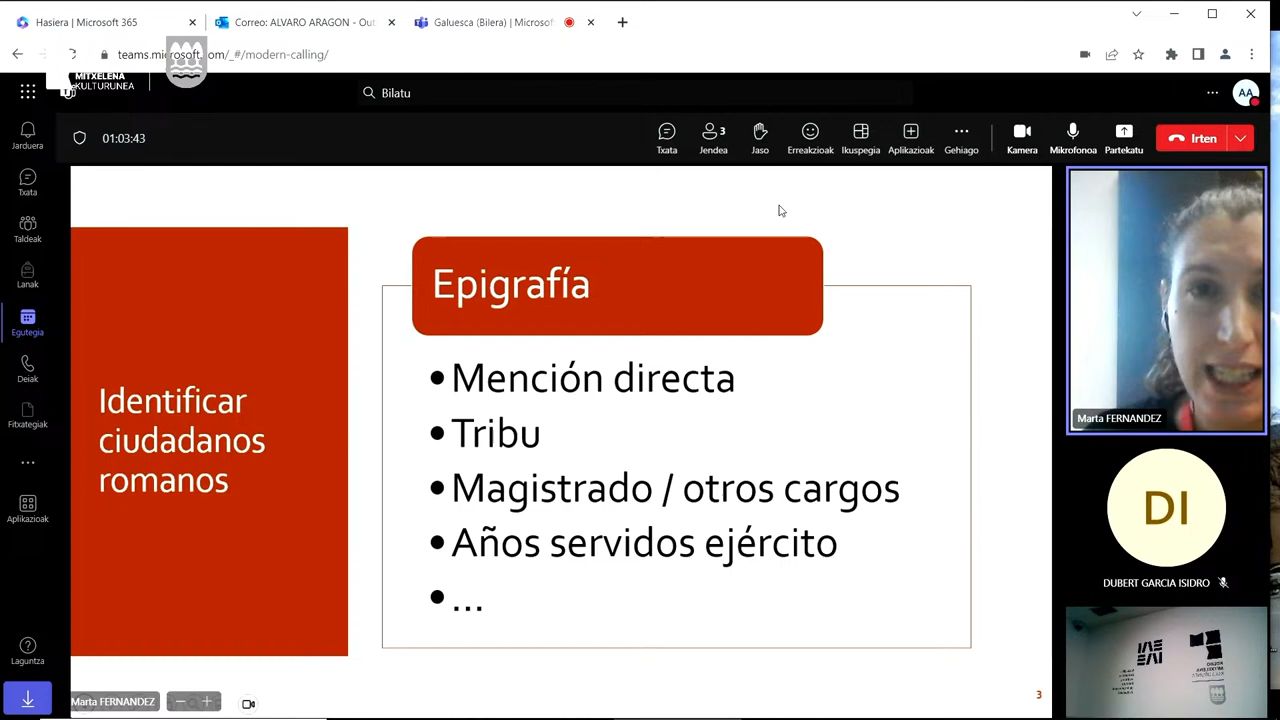 Hasiera | Microsoft 365
Correo: ALVARO ARAGON - Out
Galuesca (Bilera) | Microsof
teams.microsoft.com/_#/modern-calling/
MITXELENA
KULTURUNEA
Bilatu
AA
01:03:43
Txata
3
Jendea
Jaso
Erreakzioak
Ikuspegia
Aplikazioak
Gehiago
Kamera
Mikrofonoa
Partekatu
Irten
Jarduera
Txata
Taldeak
Lanak
Egutegia
Deiak
Fitxategiak
Aplikazioak
Laguntza
Identificar
ciudadanos
romanos
Epigrafía
•Mención directa
•Tribu
•Magistrado / otros cargos
•Años servidos ejército
•...
3
Marta FERNANDEZ
Marta FERNANDEZ
DI
DUBERT GARCIA ISIDRO